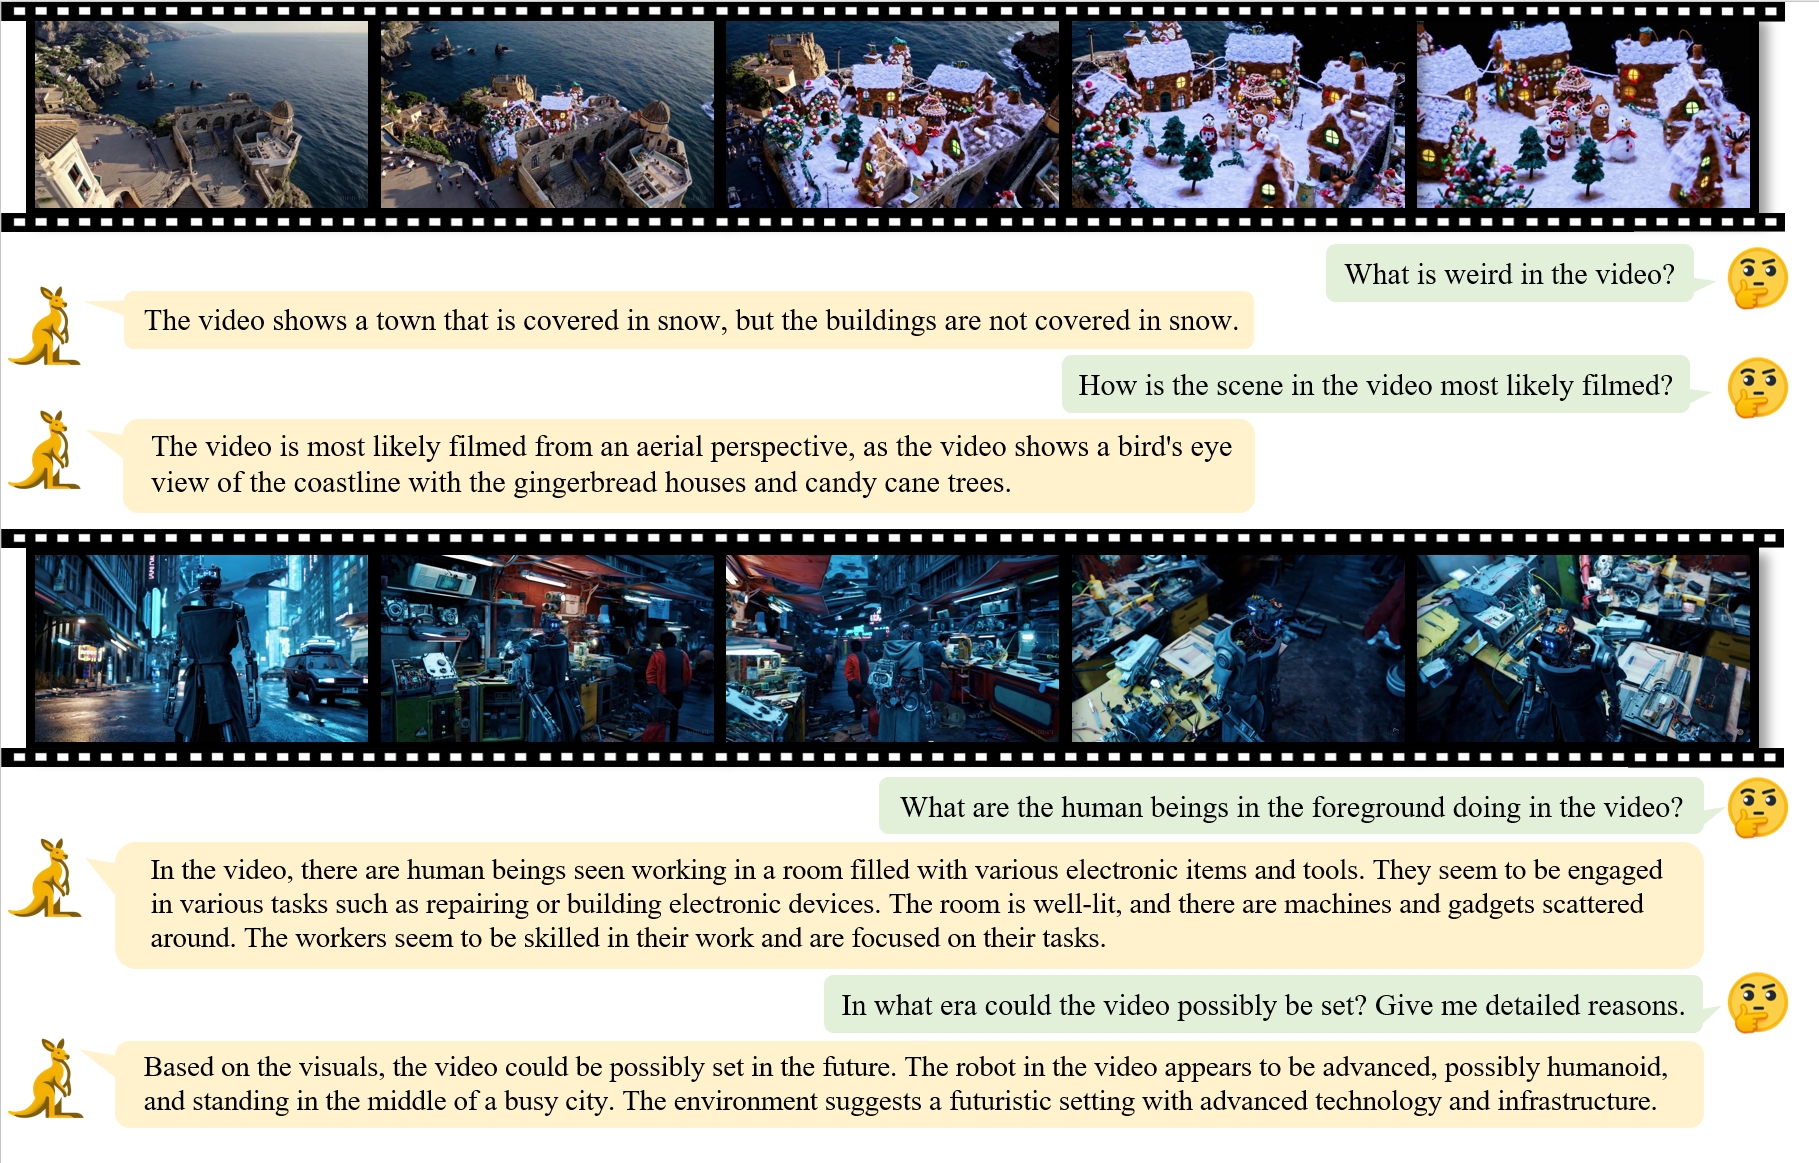 What is weird in the video?
The video shows a town that is covered in snow, but the buildings are not covered in snow.
How is the scene in the video most likely filmed?
The video is most likely filmed from an aerial perspective, as the video shows a bird's eye
view of the coastline with the gingerbread houses and candy cane trees.
What are the human beings in the foreground doing in the video?
In the video, there are human beings seen working in a room filled with various electronic items and tools. They seem to be engaged
in various tasks such as repairing or building electronic devices. The room is well-lit, and there are machines and gadgets scattered
around. The workers seem to be skilled in their work and are focused on their tasks.
In what era could the video possibly be set? Give me detailed reasons.
Based on the visuals, the video could be possibly set in the future. The robot in the video appears to be advanced, possibly humanoid,
and standing in the middle of a busy city. The environment suggests a futuristic setting with advanced technology and infrastructure.